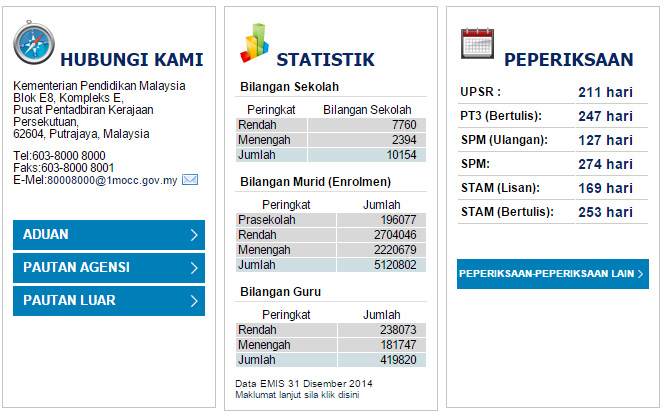 HUBUNGI KAMI
Kementerian Pendidikan Malaysia
Blok E8, Kompleks E,
Pusat Pentadbiran Kerajaan
Persekutuan,
62604, Putrajaya, Malaysia
Tel:603-8000 8000
Faks:603-8000 8001
E-Mel:80008000@1mocc.gov.my
ADUAN
PAUTAN AGENSI
PAUTAN LUAR
STATISTIK
Bilangan Sekolah
Peringkat Bilangan Sekolah
Rendah 7760
Menengah 2394
Jumlah 10154
Bilangan Murid (Enrolmen)
Peringkat Jumlah
Prasekolah 196077
Rendah 2704046
Menengah 2220679
Jumlah 5120802
Bilangan Guru
Peringkat Jumlah
Rendah 238073
Menengah 181747
Jumlah 419820
Data EMIS 31 Disember 2014
Maklumat lanjut sila klik disini
PEPERIKSAAN
UPSR : 211 hari
PT3 (Bertulis): 247 hari
SPM (Ulangan): 127 hari
SPM: 274 hari
STAM (Lisan): 169 hari
STAM (Bertulis): 253 hari
PEPERIKSAAN-PEPERIKSAAN LAIN